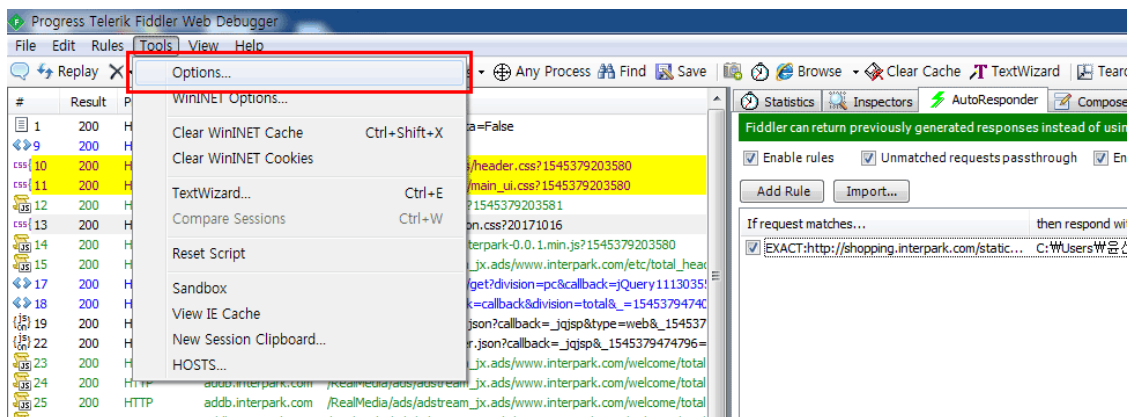 Progress Telerik Fiddler Web Debugger
File Edit Rules Tools View Help
Replay Options... Any Process Find Save Browse Clear Cache TextWizard Tearo
WinINET Options...
Clear WinINET Cache Ctrl+Shift+X
Clear WinINET Cookies
TextWizard... Ctrl+E
Compare Sessions Ctrl+W
Reset Script
Sandbox
View IE Cache
New Session Clipboard...
HOSTS...
# Result P
1 200 H ta=False
9 200 H
10 200 H s/header.css?1545379203580
11 200 H /main_ui.css?1545379203580
12 200 H ?1545379203581
13 200 H on.css?20171016
14 200 H terpark-0.0.1.min.js?1545379203580
15 200 H _jx.ads/www.interpark.com/etc/total_head
17 200 H /get?division=pc&callback=jQuery11130355
18 200 H k=callback&division=total&_=1545379474
19 200 H json?callback=_jqjsp&type=web&_154537
22 200 H r.json?callback=_jqjsp&_1545379474796=
23 200 H _jx.ads/www.interpark.com/welcome/total
24 200 HTTP addb.interpark.com /RealMedia/ads/adstream_jx.ads/www.interpark.com/welcome/total
25 200 HTTP addb.interpark.com /RealMedia/ads/adstream_jx.ads/www.interpark.com/welcome/total
Statistics Inspectors AutoResponder Compose
Fiddler can return previously generated responses instead of usin
Enable rules Unmatched requests passthrough En
Add Rule Import...
If request matches... then respond wit
EXACT:http://shopping.interpark.com/static... C:₩Users₩윤